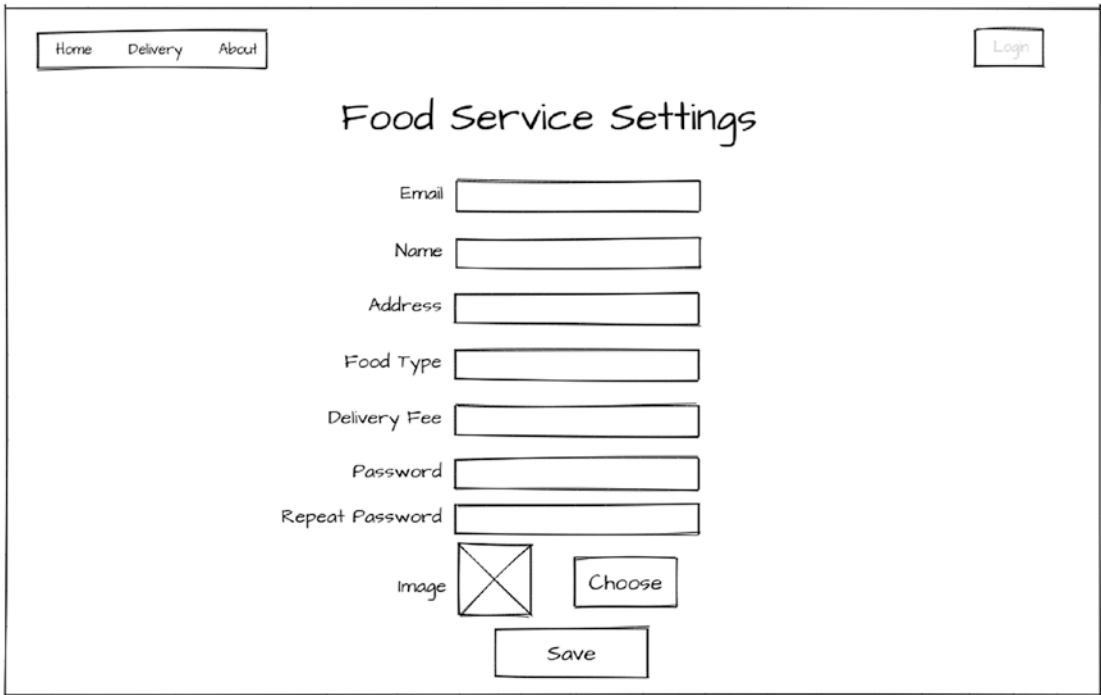 Home Delivery About Login
Food Service Settings
Email
Name
Address
Food Type
Delivery Fee
Password
Repeat Password
Image Choose
Save